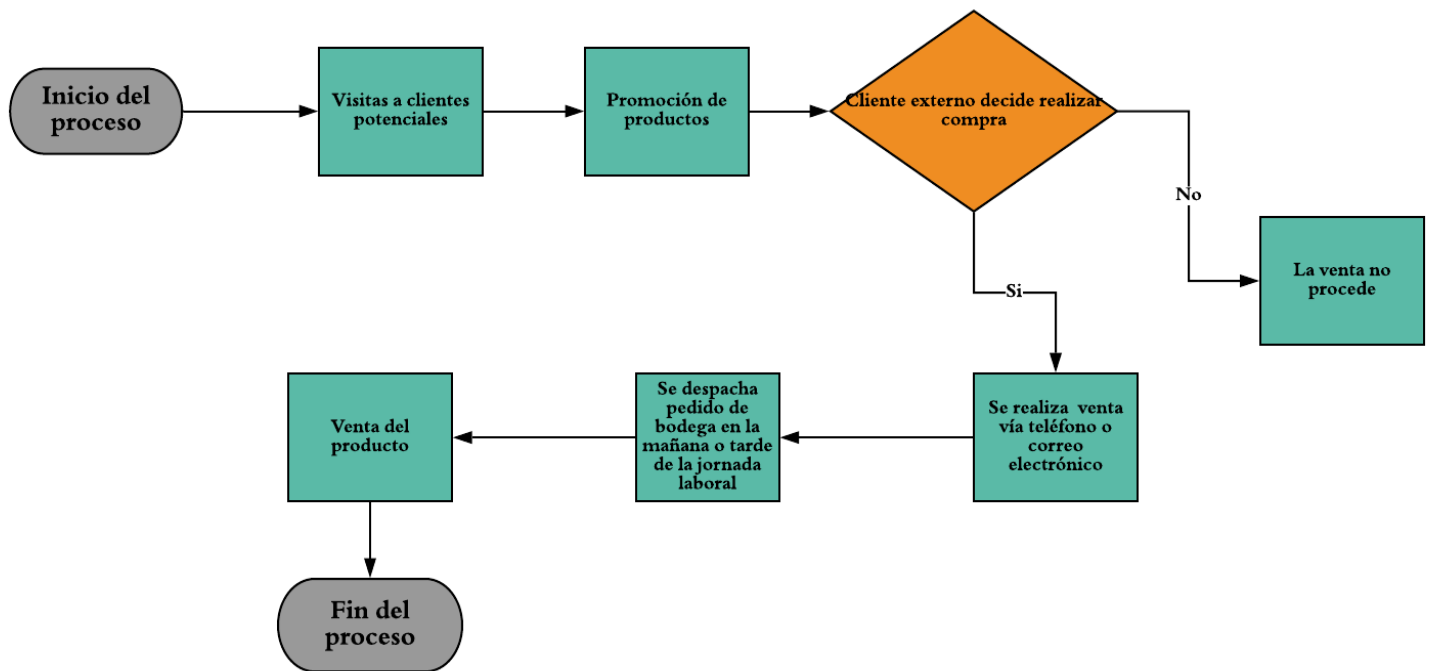 Inicio del
proceso
Visitas a clientes
potenciales
Promoción de
productos
Cliente externo decide realizar
compra
No
La venta no
procede
Si
Se realiza venta
vía teléfono o
correo
electrónico
Se despacha
pedido de
bodega en la
mañana o tarde
de la jornada
laboral
Venta del
producto
Fin del
proceso